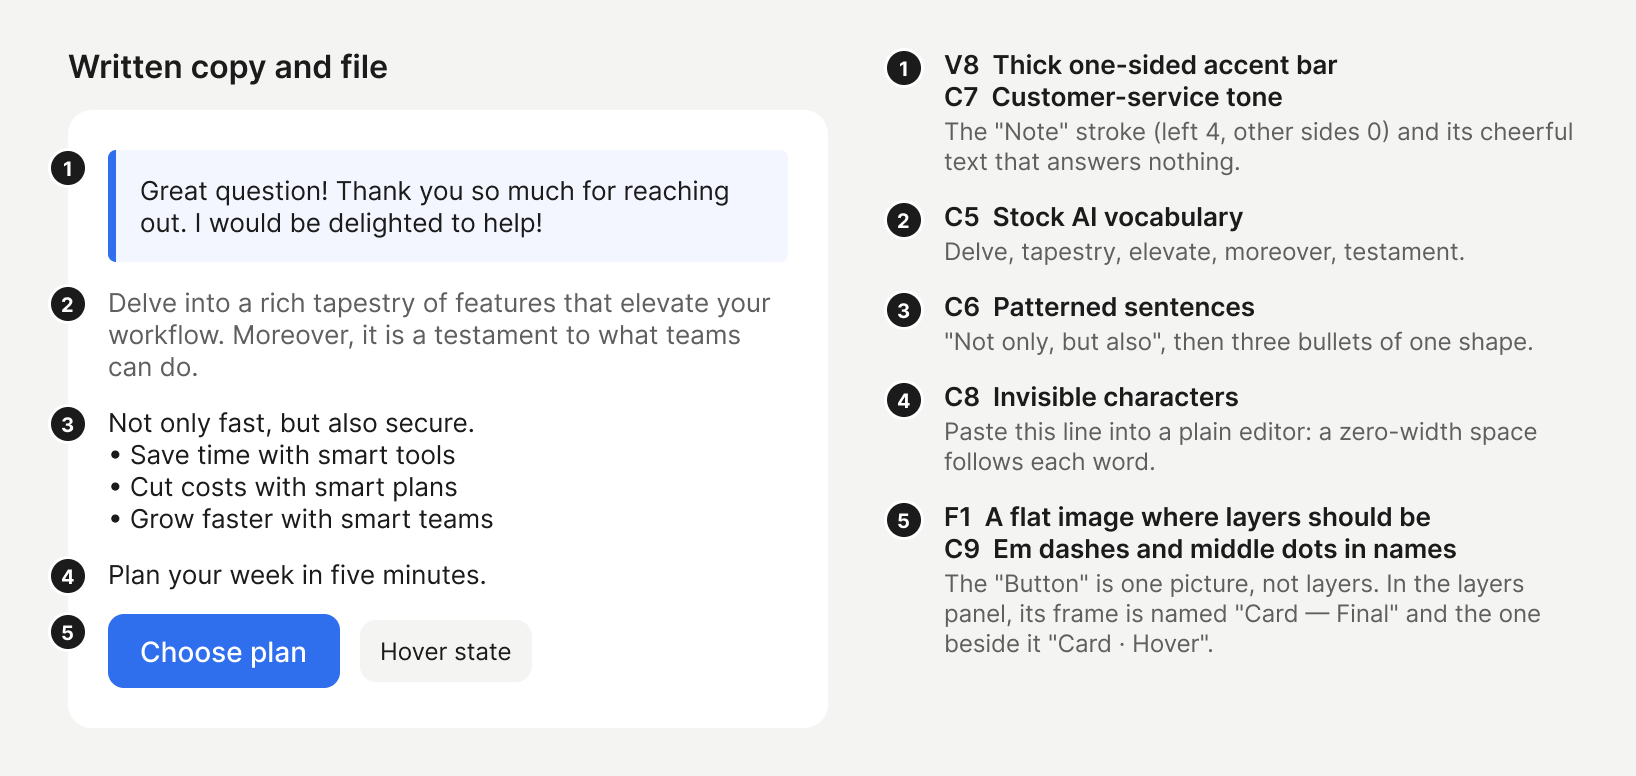 Written copy and file
1
Great question! Thank you so much for reaching
out. I would be delighted to help!
2
Delve into a rich tapestry of features that elevate your
workflow. Moreover, it is a testament to what teams
can do.
3
Not only fast, but also secure.
• Save time with smart tools
• Cut costs with smart plans
• Grow faster with smart teams
4
Plan your week in five minutes.
5
Choose plan
Hover state
1
V8 Thick one-sided accent bar
C7 Customer-service tone
The "Note" stroke (left 4, other sides 0) and its cheerful
text that answers nothing.
2
C5 Stock AI vocabulary
Delve, tapestry, elevate, moreover, testament.
3
C6 Patterned sentences
"Not only, but also", then three bullets of one shape.
4
C8 Invisible characters
Paste this line into a plain editor: a zero-width space
follows each word.
5
F1 A flat image where layers should be
C9 Em dashes and middle dots in names
The "Button" is one picture, not layers. In the layers
panel, its frame is named "Card — Final" and the one
beside it "Card · Hover".